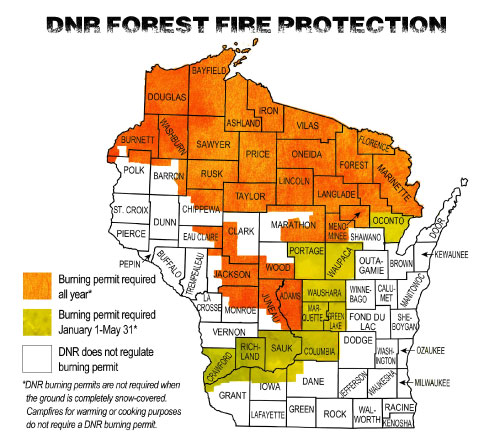 DNR FOREST FIRE PROTECTION
BAYFIELD
DOUGLAS
IRON
ASHLAND
VILAS
WASHBURN
FLORENCE
BURNETT
SAWYER
ONEIDA
PRICE
FOREST
MARINETTE
POLK
BARRON
RUSK
LINCOLN
LANGLADE
TAYLOR
CHIPPEWA
ST. CROIX
DUNN
OCONTO
MENO-
MINEE
MARATHON
CLARK
PIERCE
EAU CLAIRE
SHAWANO
DOOR
PORTAGE
WAUPACA
KEWAUNEE
PEPIN
BUFFALO
TREMPEALEAU
JACKSON
WOOD
OUTA-
GAMIE
BROWN
MANITOWOC
ADAMS
WAUSHARA
WINNE-
BAGO
CALU-
MET
LA
CROSSE
MONROE
JUNEAU
MAR-
QUETTE
GREEN
LAKE
FOND DU
LAC
SHE-
BOYGAN
VERNON
RICH-
LAND
SAUK
COLUMBIA
DODGE
WASH-
INGTON
OZAUKEE
CRAWFORD
IOWA
DANE
JEFFERSON
WAUKESHA
MILWAUKEE
GRANT
LAFAYETTE
GREEN
ROCK
WAL-
WORTH
RACINE
KENOSHA
Burning permit required
all year*
Burning permit required
January 1-May 31*
DNR does not regulate
burning permit
*DNR burning permits are not required when
the ground is completely snow-covered.
Campfires for warming or cooking purposes
do not require a DNR burning permit.